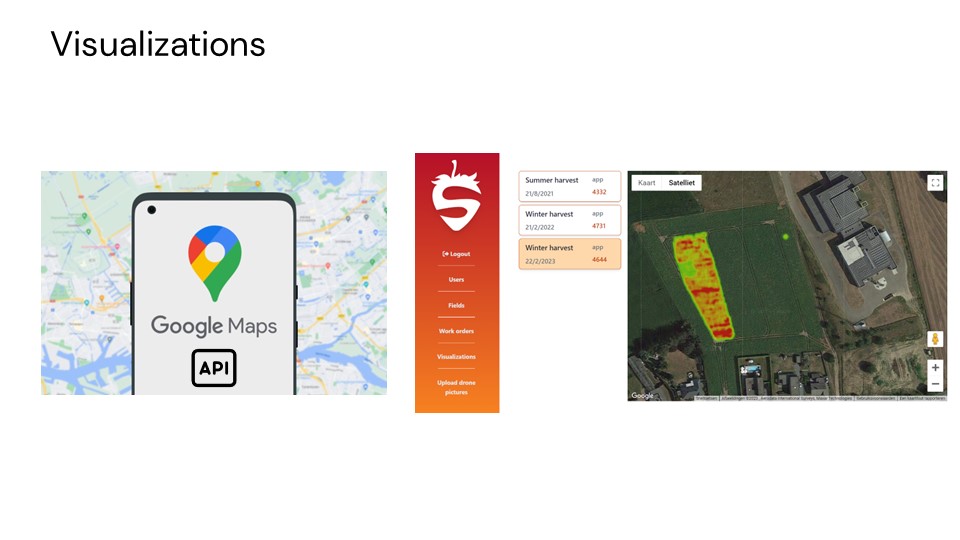 Visualizations
Google Maps
API
S
Logout
Users
Fields
Work orders
Visualizations
Upload drone
pictures
Summer harvest app
21/8/2021 4332
Winter harvest app
21/2/2022 4731
Winter harvest app
22/2/2023 4644
Kaart Satelliet
Google